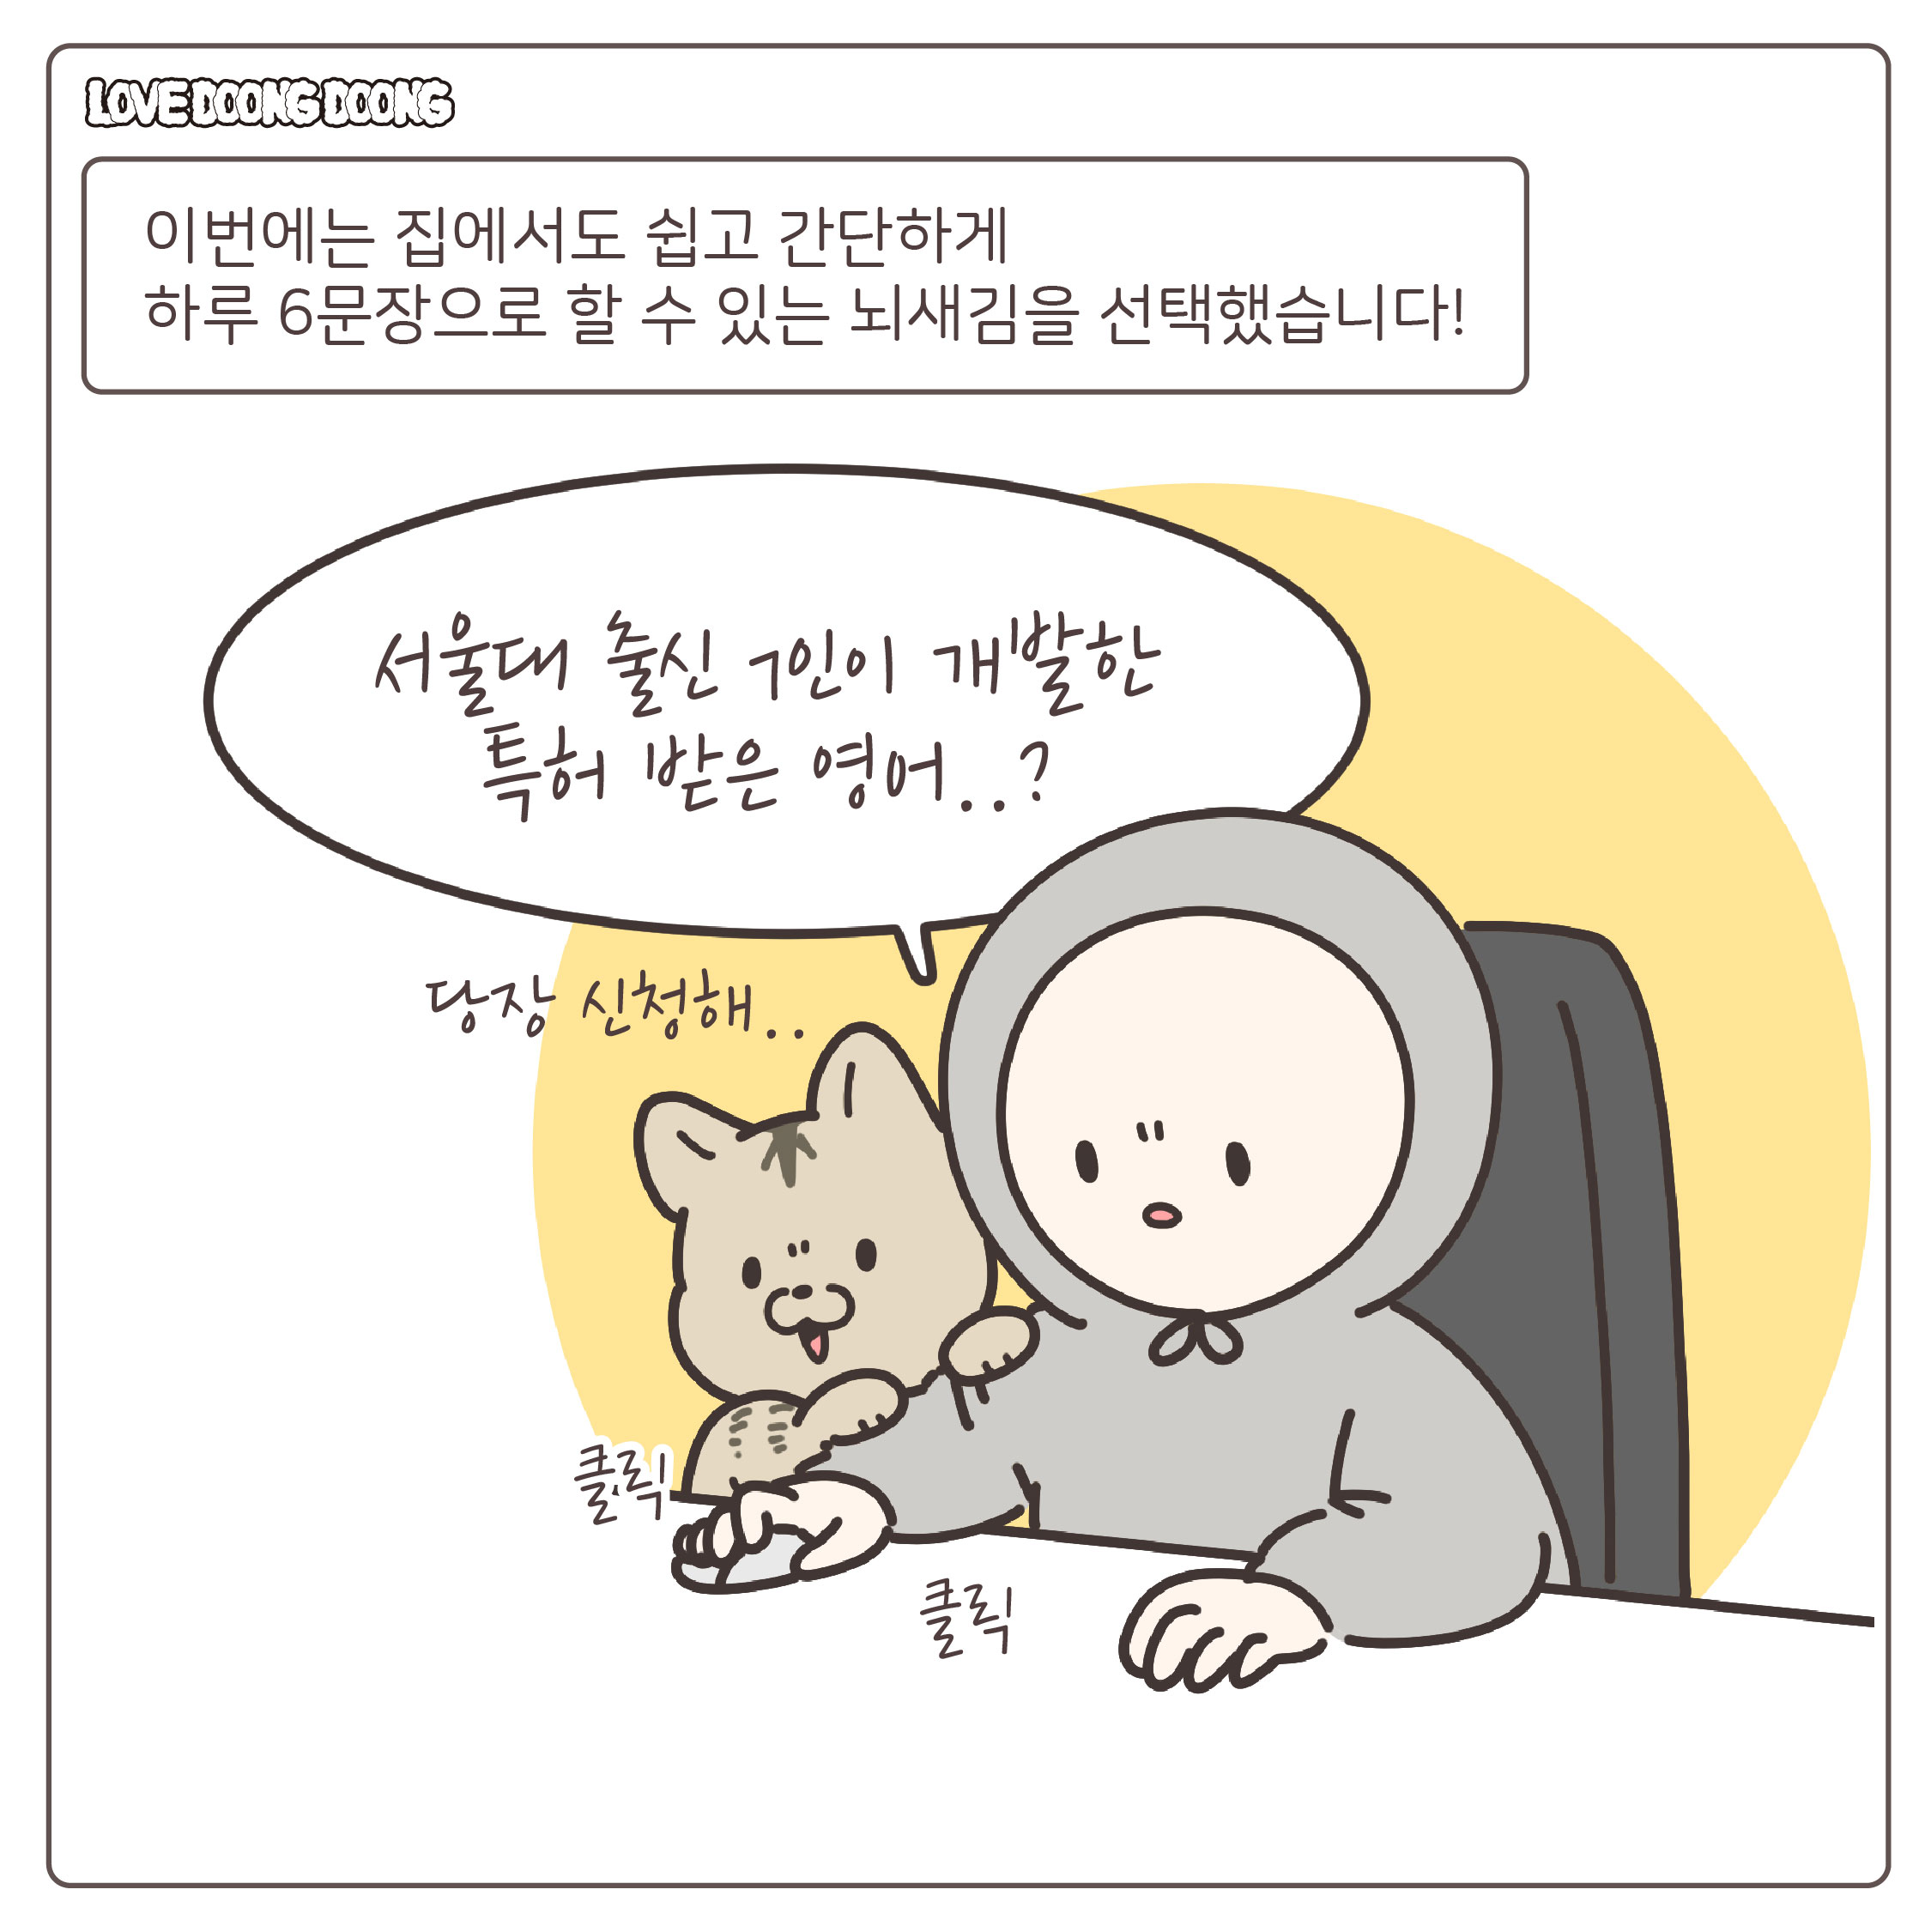 LOVE DOONG DOONG
이번에는 집에서도 쉽고 간단하게
하루 6문장으로 할 수 있는 뇌새김을 선택했습니다!
서울대 출신 7인이 개발한
특허 받은 영어..?
당장 신청해..
클릭
클릭